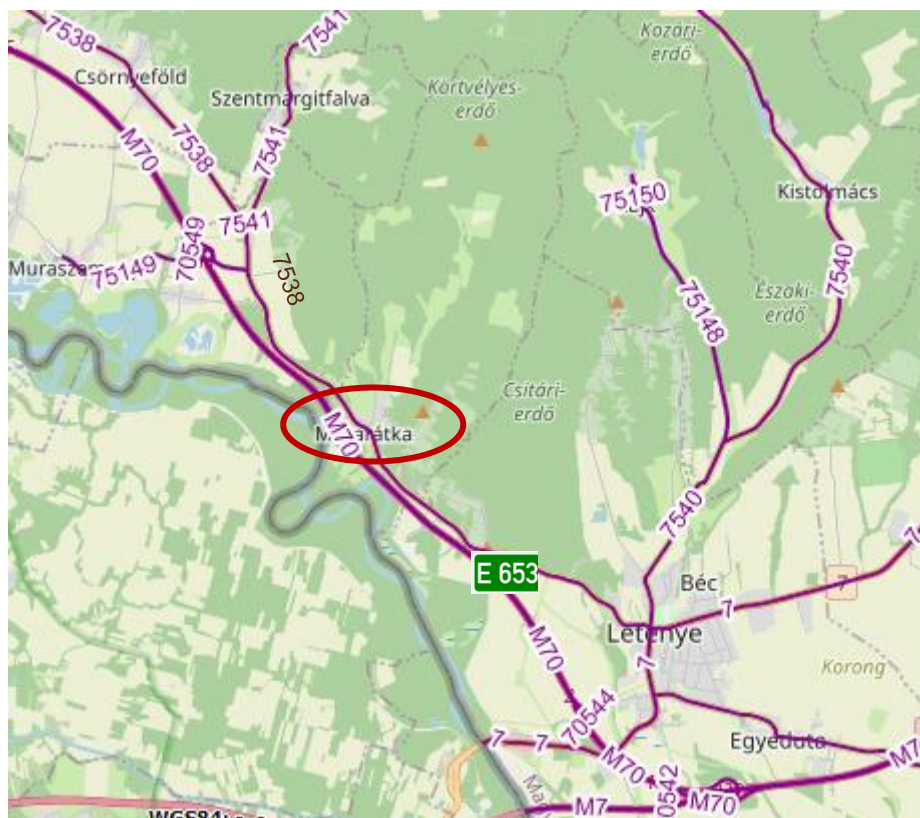 7538
7541
Kozári-
erdő
Csörnyeföld
Szentmargitfalva
Körtvélyes-
erdő
M70
7538
7541
75150
Kistolmács
7541
70549
75149
7538
7540
75148
Északi-
erdő
Csitári-
erdő
M70
7540
E 653
Béc
7
7
Letenye
M70
7
Korong
70544
7
7
Egyeduta
M70
M7
0542
M70
M7